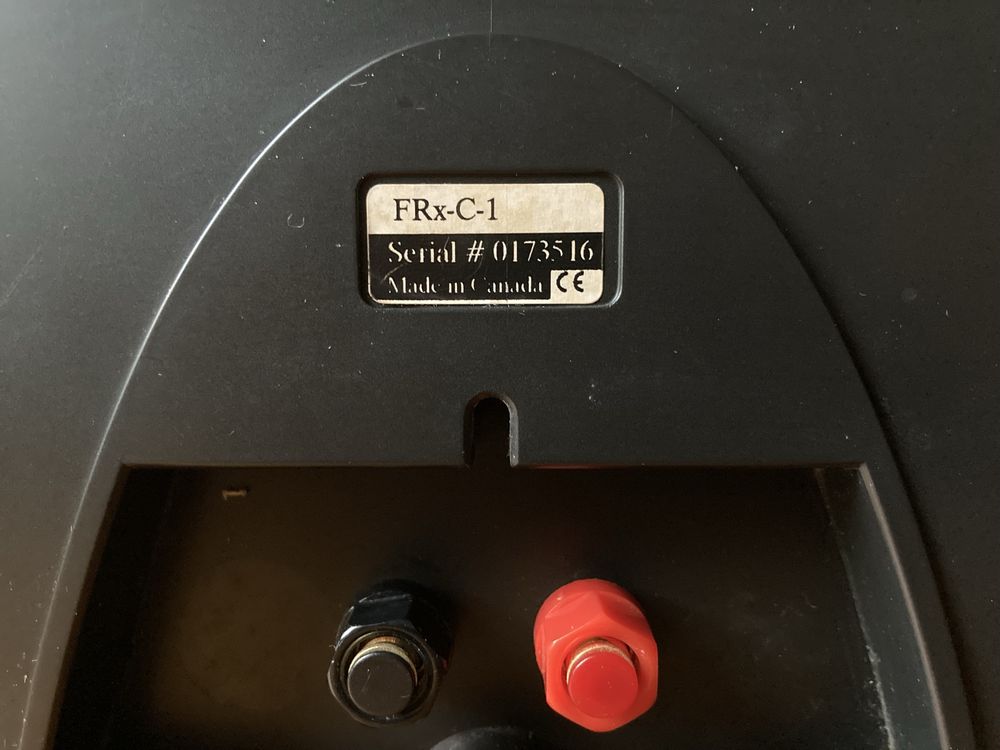 FRx-C-1
Serial # 0173516
Made in Canada CE